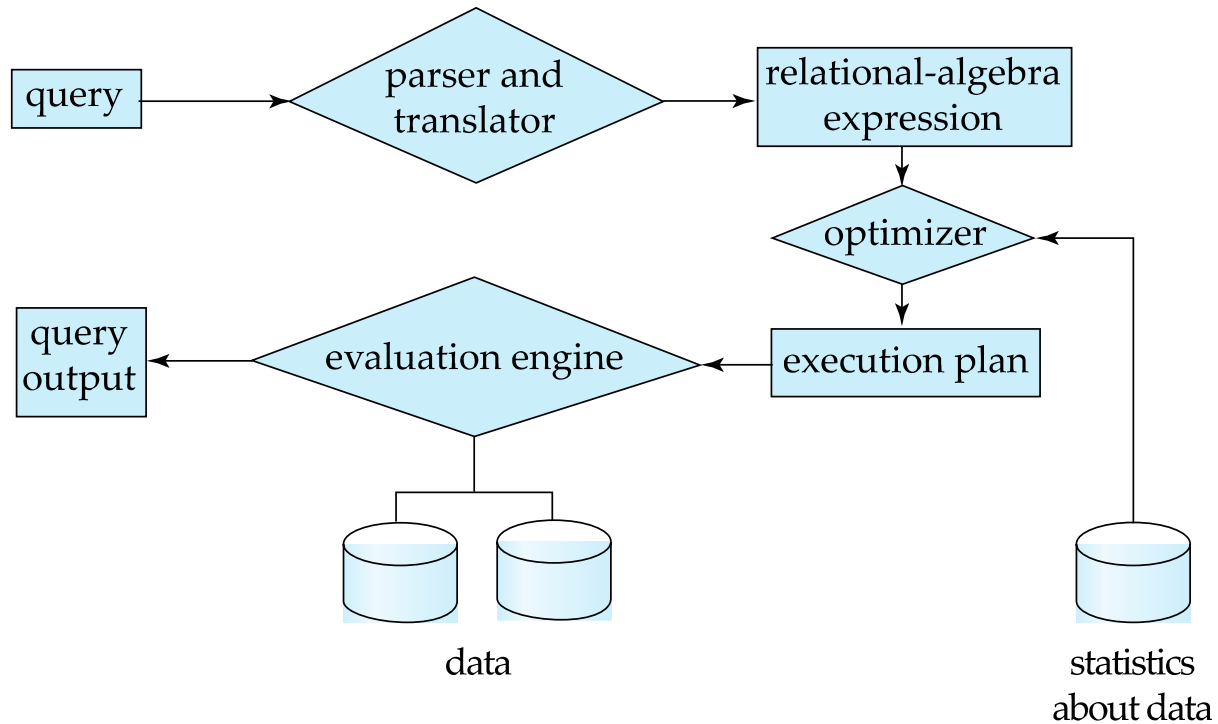 query
parser and
translator
relational-algebra
expression
optimizer
query
output
evaluation engine
execution plan
data
statistics
about data